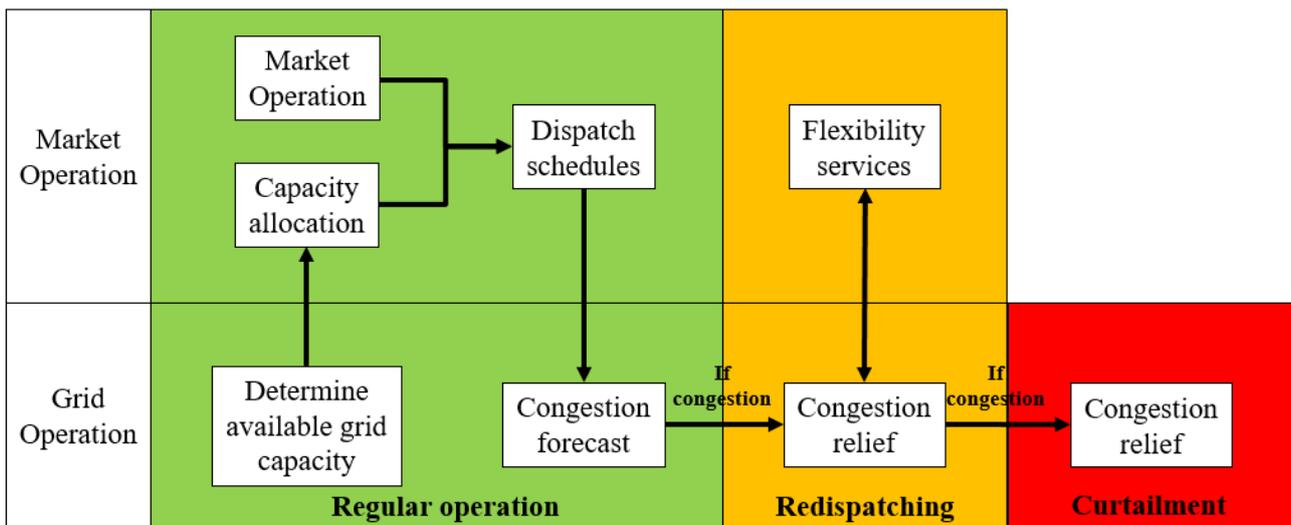 Market
Operation
Market
Operation
Capacity
allocation
Dispatch
schedules
Flexibility
services
Grid
Operation
Determine
available grid
capacity
Congestion
forecast
If
congestion
Congestion
relief
If
congestion
Congestion
relief
Regular operation
Redispatching
Curtailment